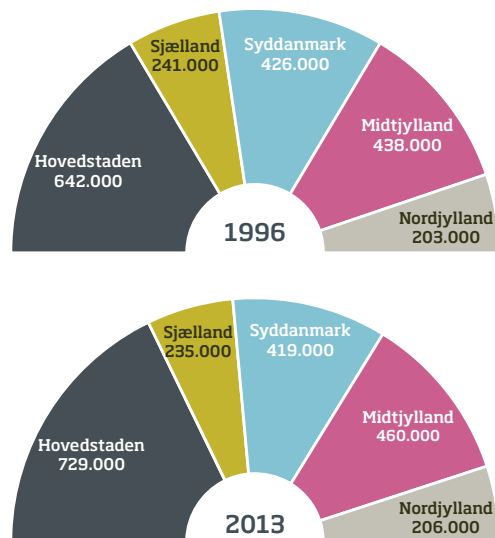 Sjælland
241.000
Syddanmark
426.000
Midtjylland
438.000
Hovedstaden
642.000
Nordjylland
203.000
1996
Sjælland
235.000
Syddanmark
419.000
Midtjylland
460.000
Hovedstaden
729.000
Nordjylland
206.000
2013